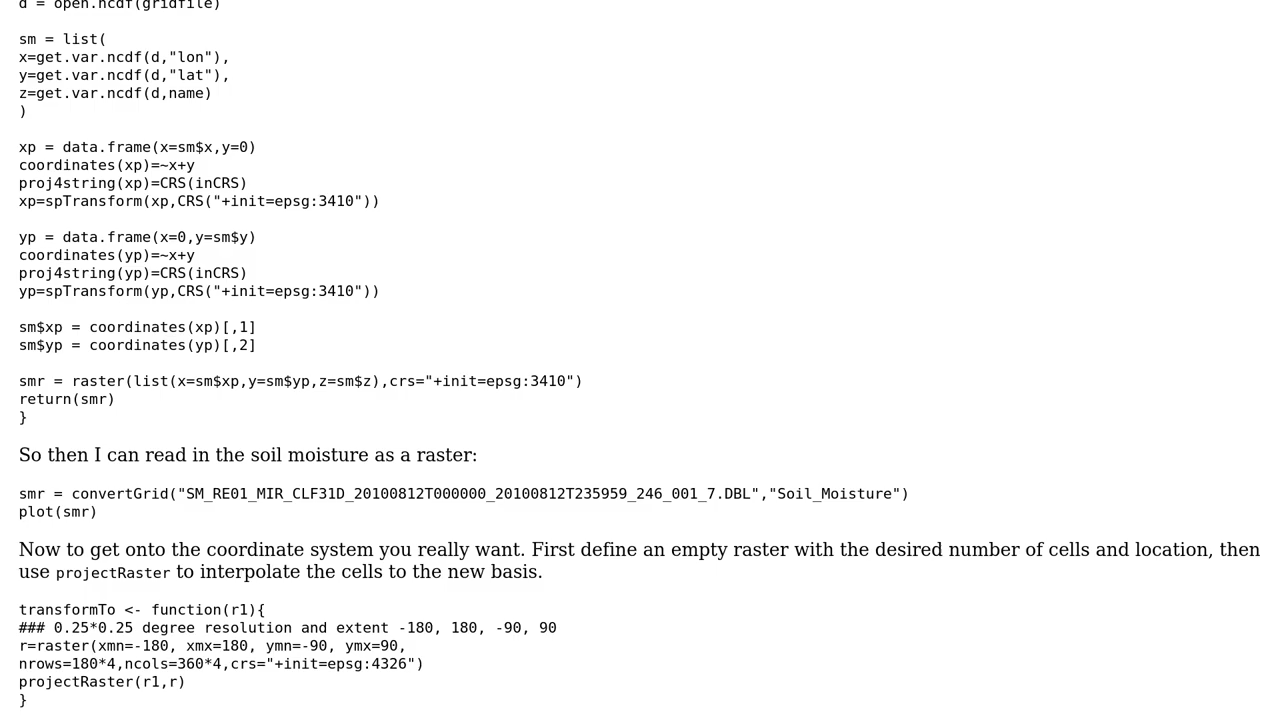 d = open.ncdf(gridfile)
sm = list(
x=get.var.ncdf(d,"lon"),
y=get.var.ncdf(d,"lat"),
z=get.var.ncdf(d,name)
)
xp = data.frame(x=sm$x,y=0)
coordinates(xp)=~x+y
proj4string(xp)=CRS(inCRS)
xp=spTransform(xp,CRS("+init=epsg:3410"))
yp = data.frame(x=0,y=sm$y)
coordinates(yp)=~x+y
proj4string(yp)=CRS(inCRS)
yp=spTransform(yp,CRS("+init=epsg:3410"))
sm$xp = coordinates(xp)[,1]
sm$yp = coordinates(yp)[,2]
smr = raster(list(x=sm$xp,y=sm$yp,z=sm$z),crs="+init=epsg:3410")
return(smr)
}
So then I can read in the soil moisture as a raster:
smr = convertGrid("SM_RE01_MIR_CLF31D_20100812T000000_20100812T235959_246_001_7.DBL","Soil_Moisture")
plot(smr)
Now to get onto the coordinate system you really want. First define an empty raster with the desired number of cells and location, then
use projectRaster to interpolate the cells to the new basis.
transformTo <- function(r1){
### 0.25*0.25 degree resolution and extent -180, 180, -90, 90
r=raster(xmn=-180, xmx=180, ymn=-90, ymx=90,
nrows=180*4,ncols=360*4,crs="+init=epsg:4326")
projectRaster(r1,r)
}